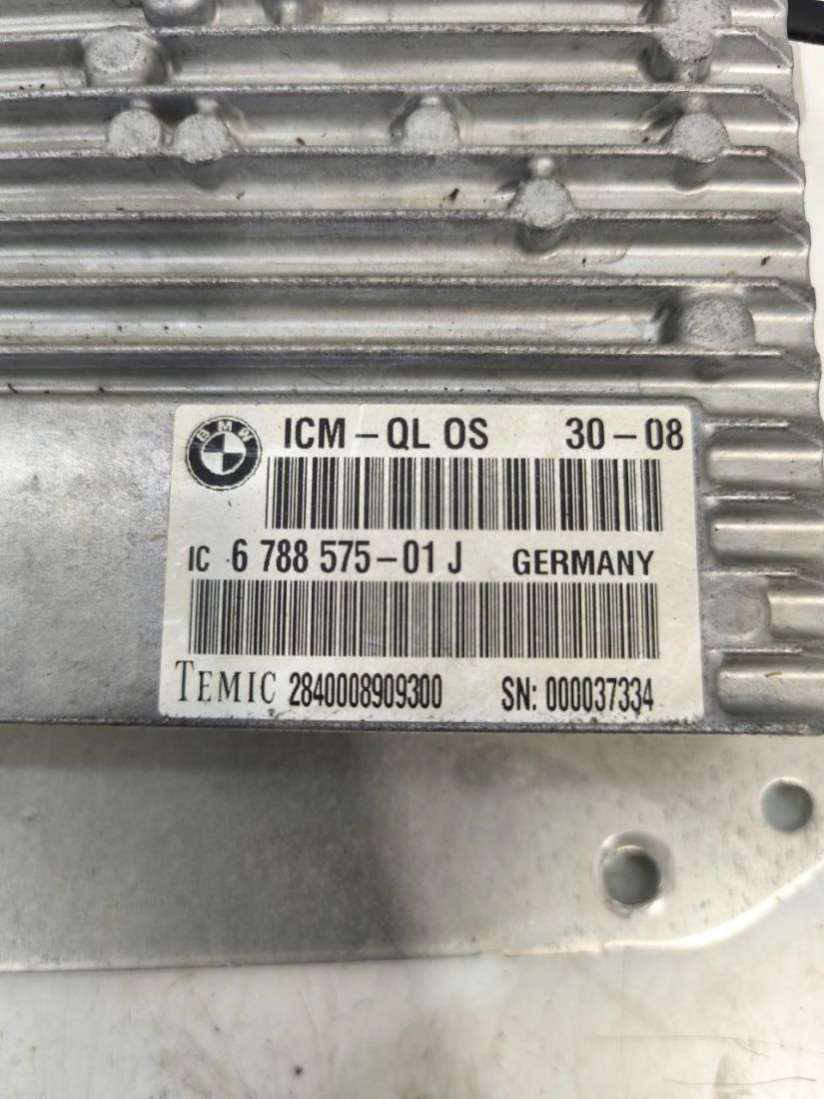 BMW ICM-QL OS 30-08
IC 6 788 575-01 J GERMANY
TEMIC 2840008909300 SN: 000037334